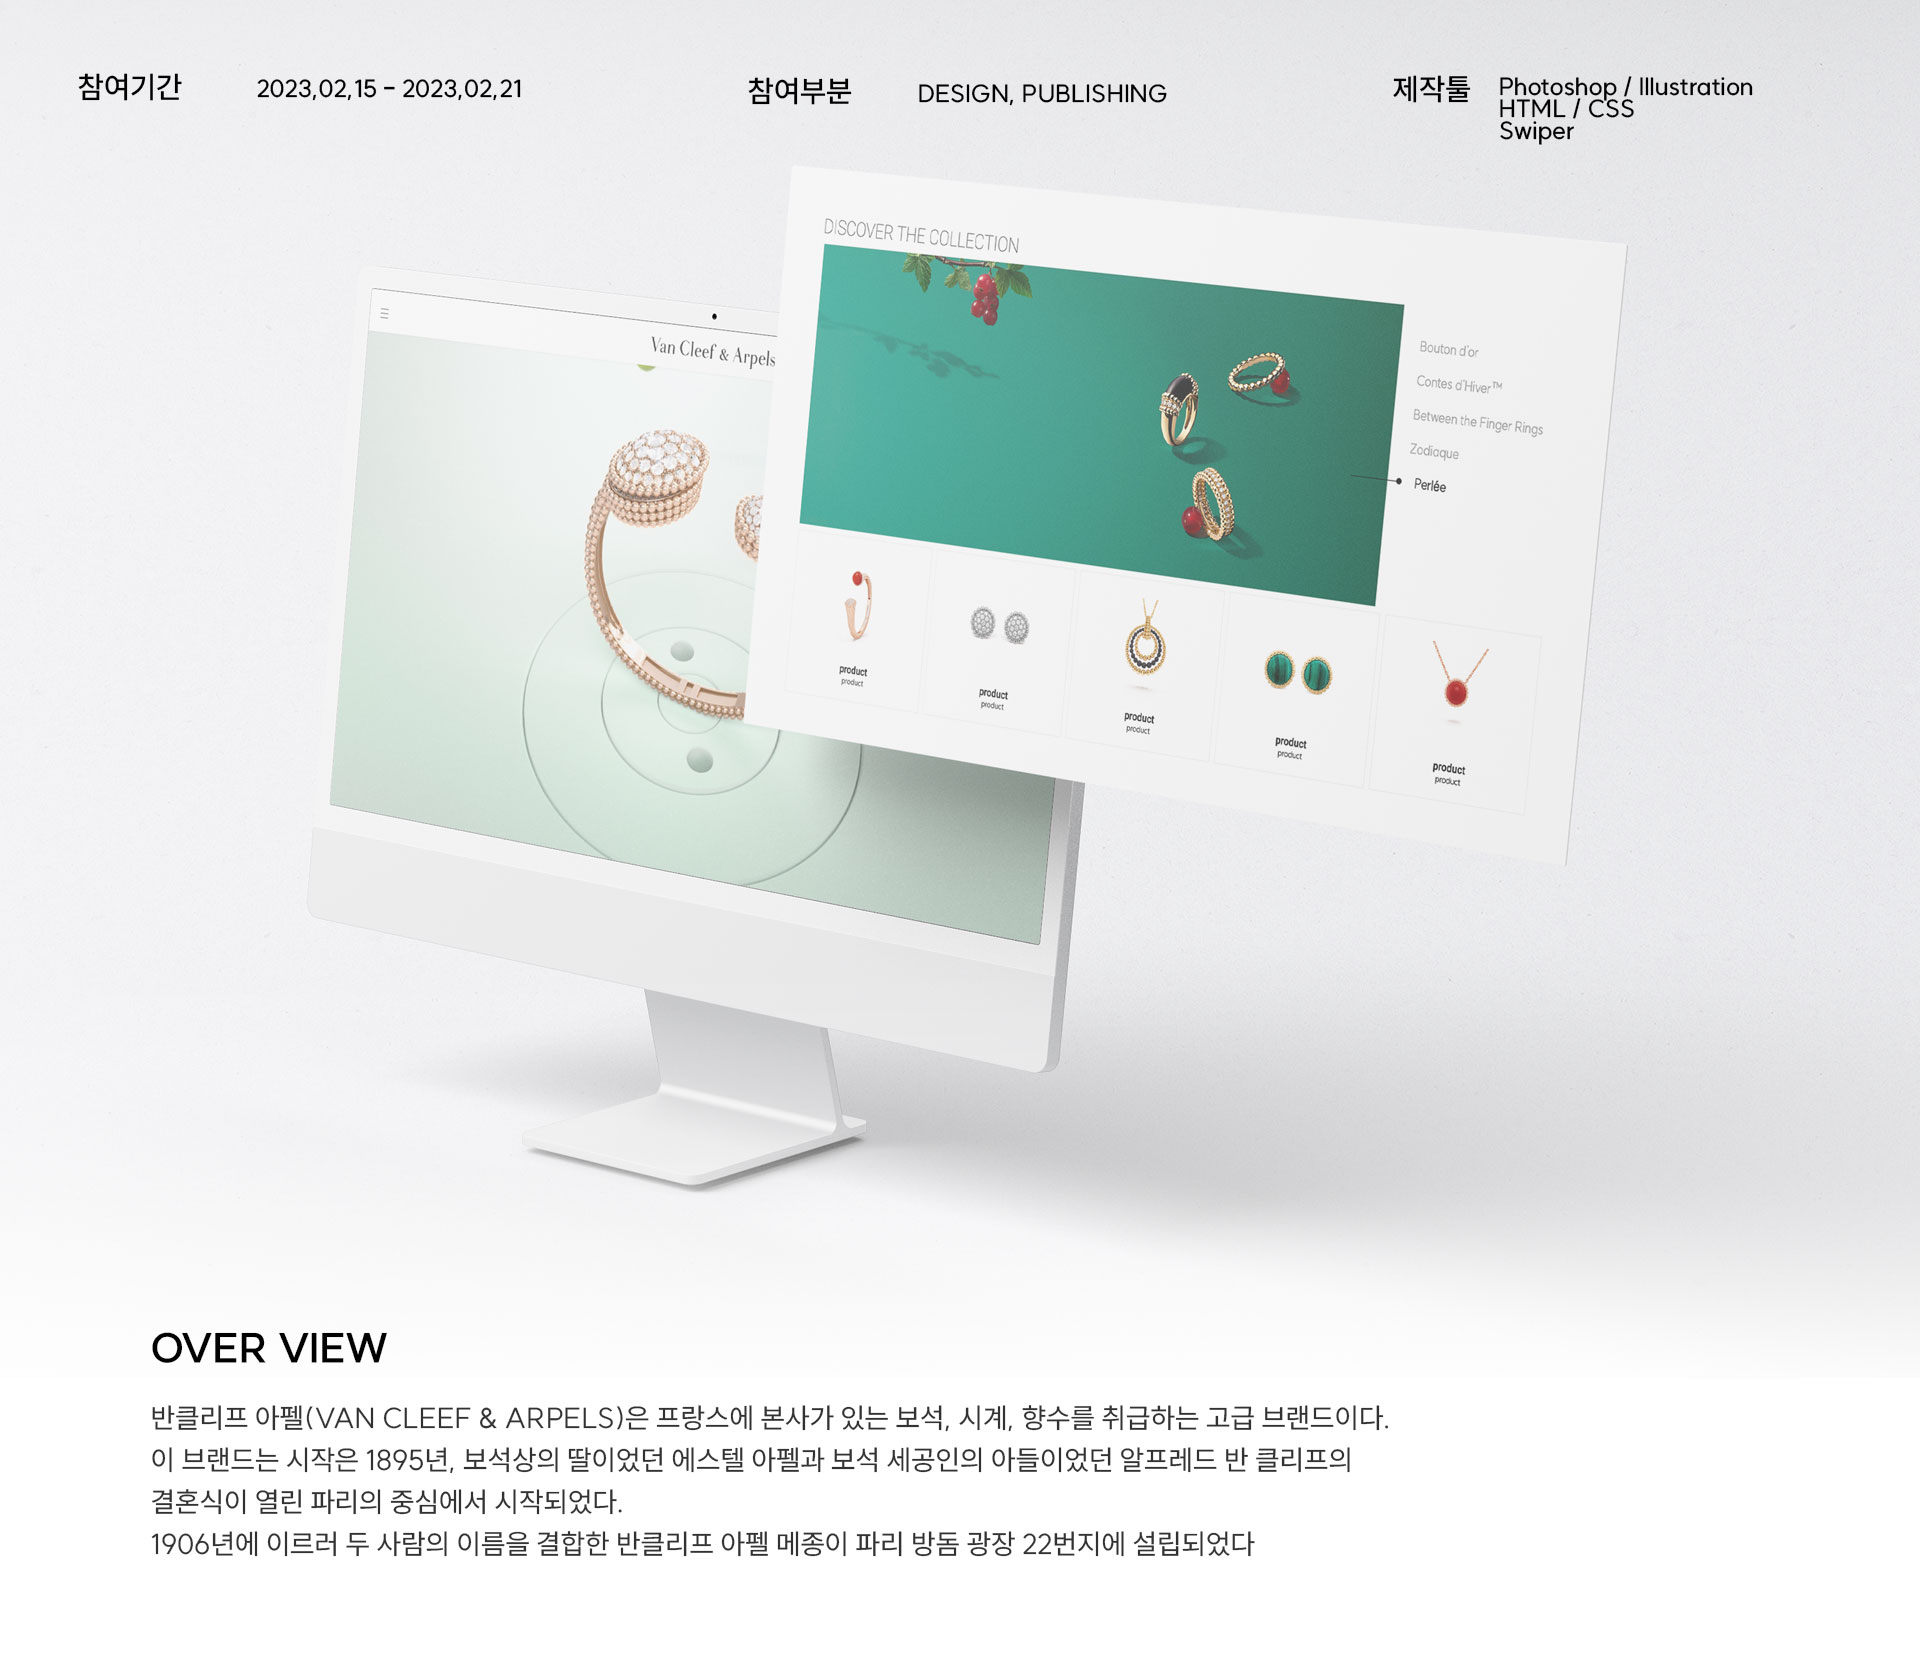 참여기간
2023,02,15 - 2023,02,21
참여부분
DESIGN, PUBLISHING
제작툴
Photoshop / Illustration
HTML / CSS
Swiper
DISCOVER THE COLLECTION
Van Cleef & Arpels
Bouton d'or
Contes d'Hiver™
Between the Finger Rings
Zodiaque
Perlée
product
product
product
product
product
product
product
product
product
product
OVER VIEW
반클리프 아펠(VAN CLEEF & ARPELS)은 프랑스에 본사가 있는 보석, 시계, 향수를 취급하는 고급 브랜드이다.
이 브랜드는 시작은 1895년, 보석상의 딸이었던 에스텔 아펠과 보석 세공인의 아들이었던 알프레드 반 클리프의
결혼식이 열린 파리의 중심에서 시작되었다.
1906년에 이르러 두 사람의 이름을 결합한 반클리프 아펠 메종이 파리 방돔 광장 22번지에 설립되었다